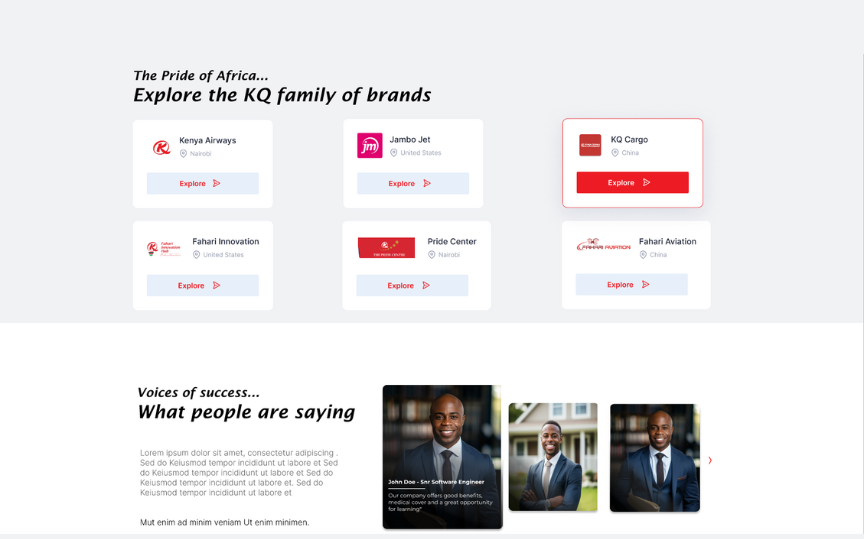 The Pride of Africa...
Explore the KQ family of brands
Kenya Airways
Nairobi
Explore
jm
Jambo Jet
United States
Explore
KQ Cargo
China
Explore
Fahari Innovation Hub
Fahari Innovation
United States
Explore
Pride Center
Nairobi
Explore
FAHARI AVIATION
Fahari Aviation
China
Explore
Voices of success...
What people are saying
Lorem ipsum dolor sit amet, consectetur adipiscing .
Sed do Keiusmod tempor incididunt ut labore et Sed
do Keiusmod tempor incididunt ut labore et Sed do
Keiusmod tempor incididunt ut labore et. Sed do
Keiusmod tempor incididunt ut labore et
Mut enim ad minim veniam Ut enim minimen.
John Doe - Snr Software Engineer
Our company offers good benefits,
medical cover and a great opportunity
for learning"